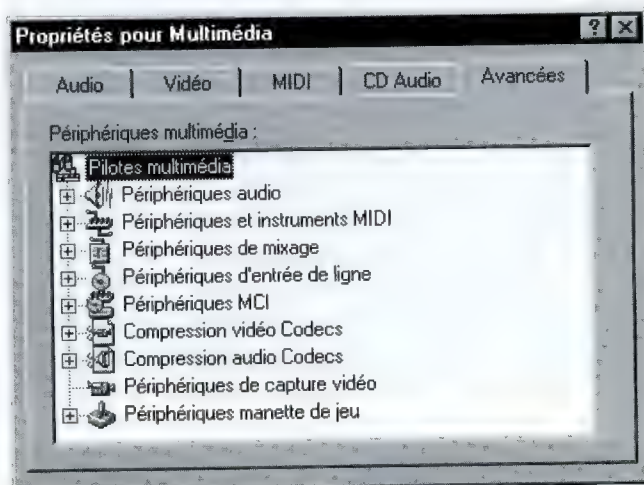 Propriétés pour Multimédia
Audio Vidéo MIDI CD Audio Avancées
Périphériques multimédia :
Pilotes multimédia
Périphériques audio
Périphériques et instruments MIDI
Périphériques de mixage
Périphériques d'entrée de ligne
Périphériques MCI
Compression vidéo Codecs
Compression audio Codecs
Périphériques de capture vidéo
Périphériques manette de jeu